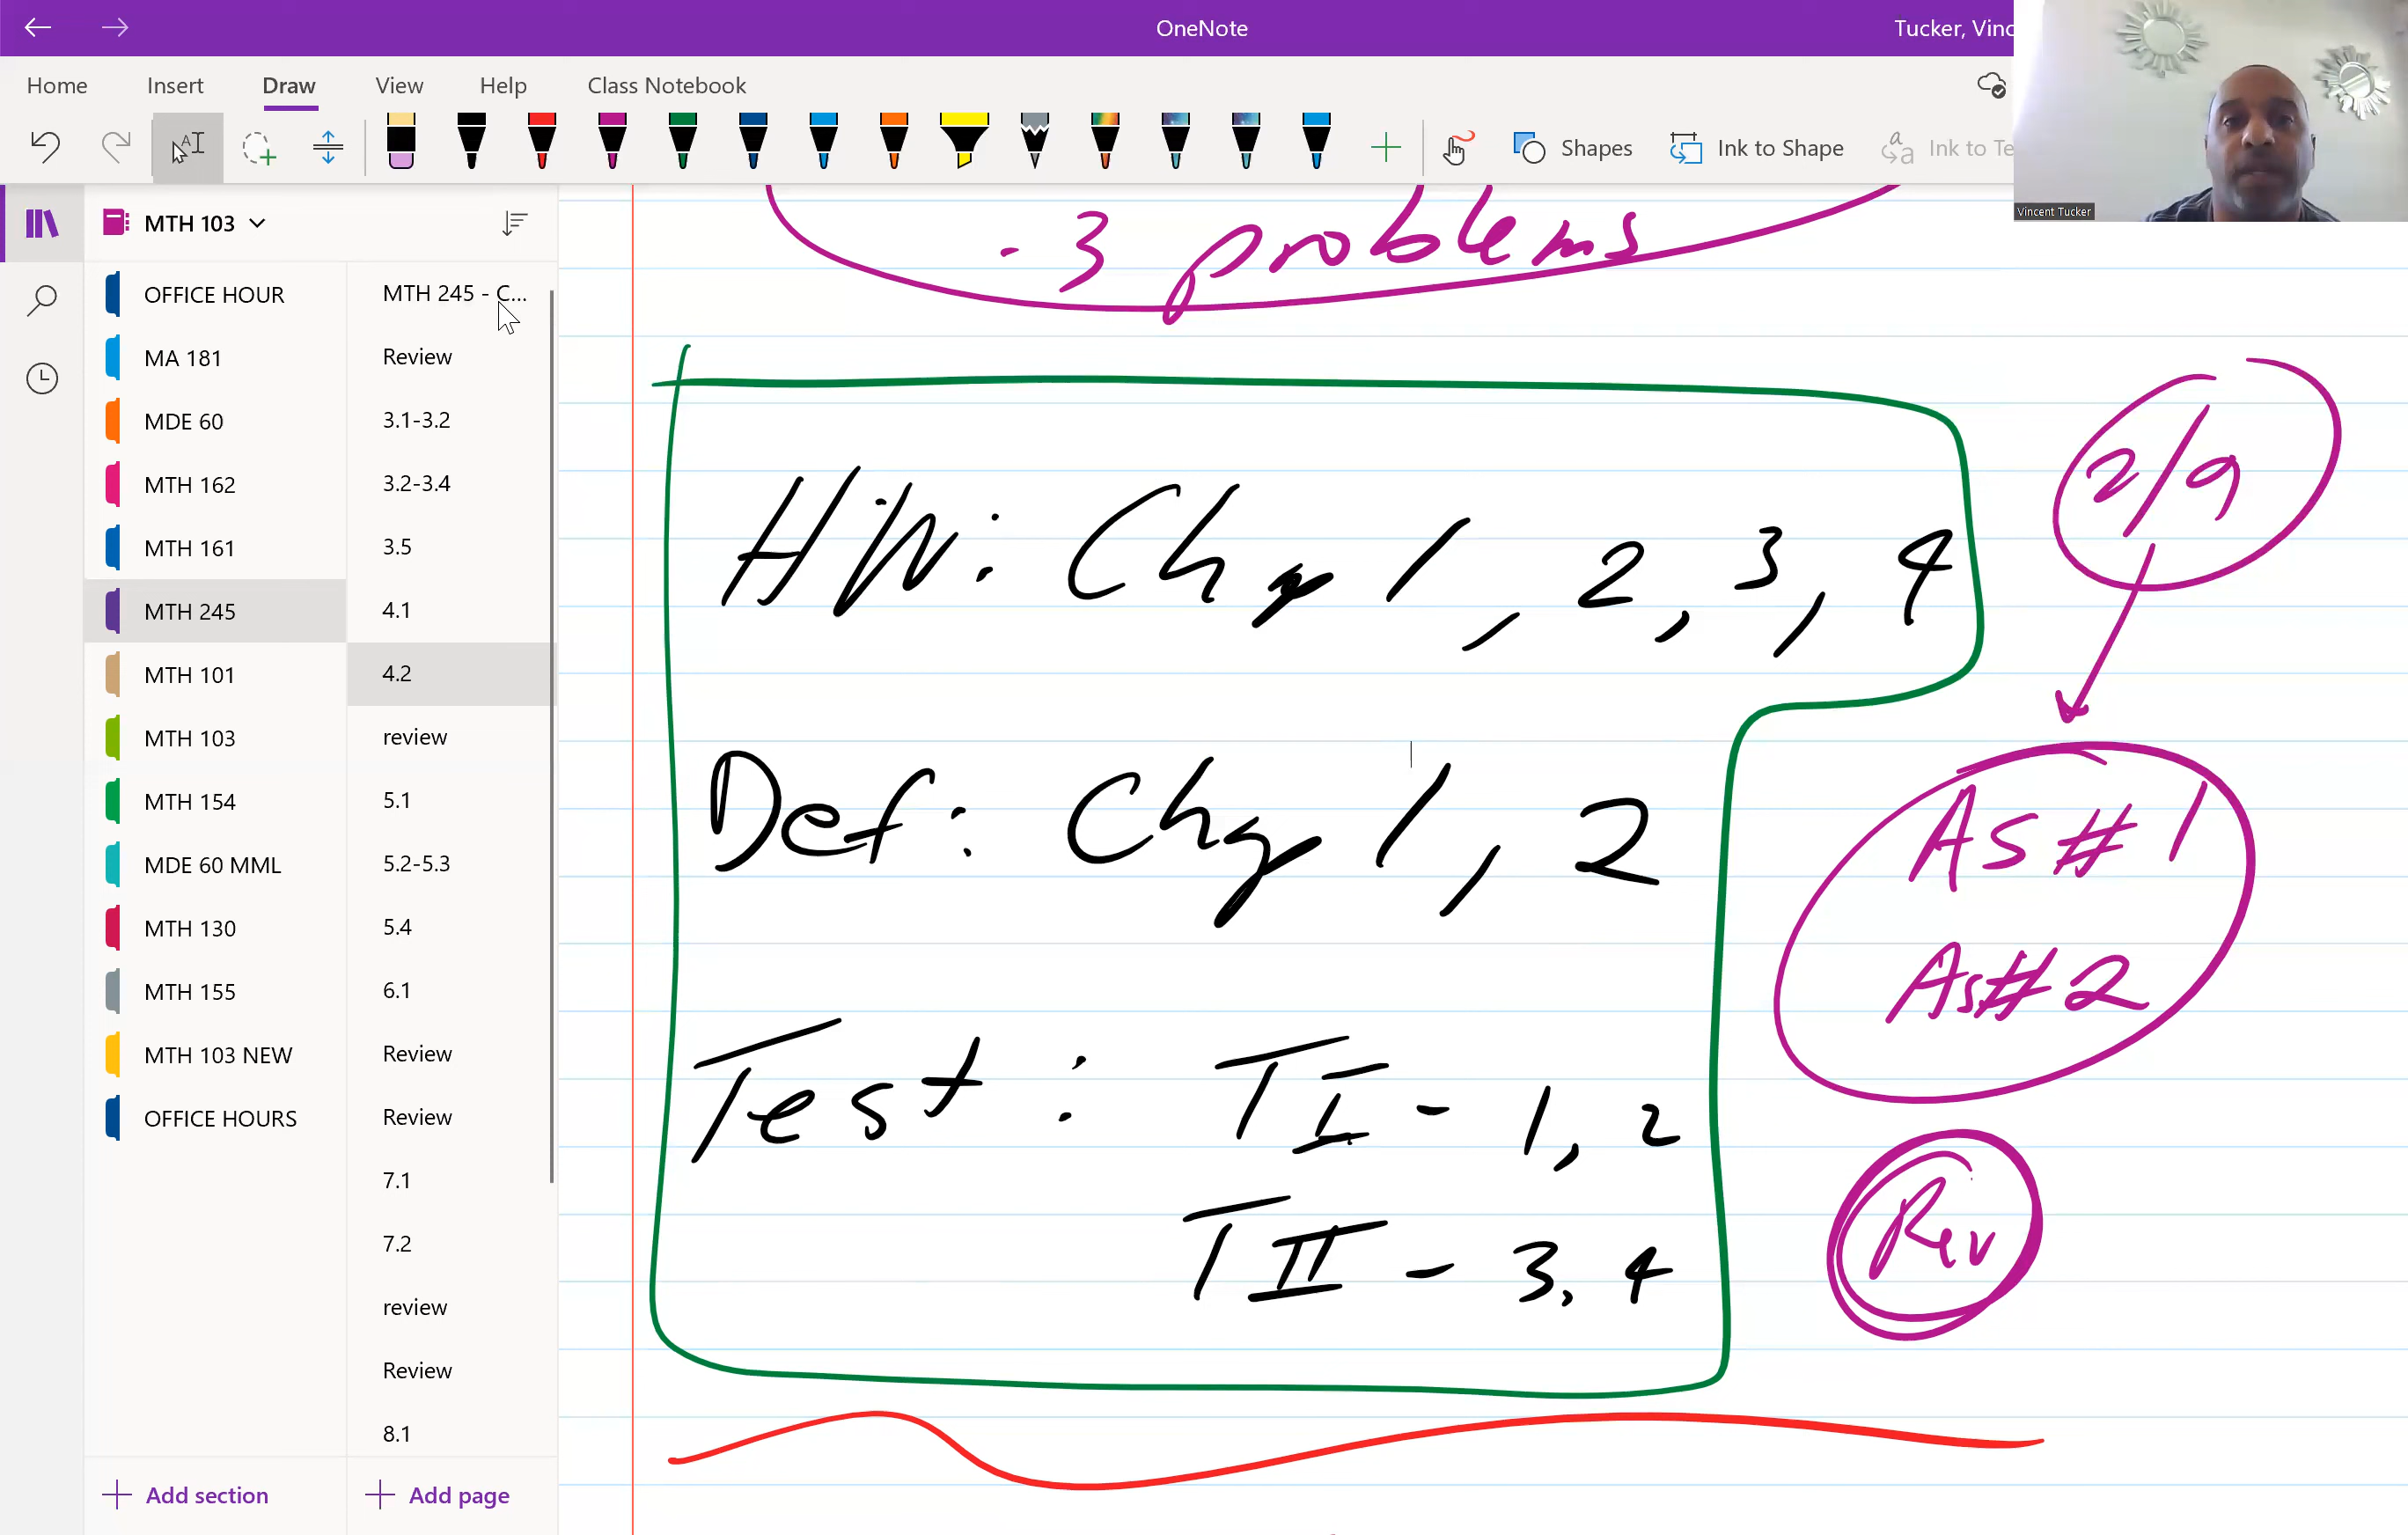 OneNote
Tucker, Vinc
Vincent Tucker
Home Insert Draw View Help Class Notebook
Shapes Ink to Shape Ink to Te
MTH 103
OFFICE HOUR
MA 181
MDE 60
MTH 162
MTH 161
MTH 245
MTH 101
MTH 103
MTH 154
MDE 60 MML
MTH 130
MTH 155
MTH 103 NEW
OFFICE HOURS
Add section
MTH 245 - C...
Review
3.1-3.2
3.2-3.4
3.5
4.1
4.2
review
5.1
5.2-5.3
5.4
6.1
Review
Review
7.1
7.2
review
Review
8.1
Add page
- 3 problems
HW: Chp 1, 2, 3, 4
Def: Chp 1, 2
Test: TI - 1, 2
TII - 3, 4
2/9
As # 1
As # 2
Rev